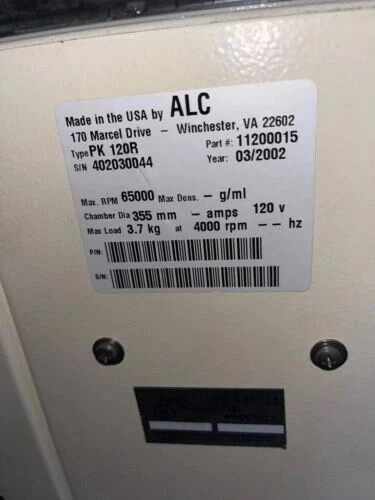 Made in the USA by ALC
170 Marcel Drive - Winchester, VA 22602
Type PK 120R Part #: 11200015
S/N 402030044 Year: 03/2002
Max. RPM 65000 Max Dens. - g/ml
Chamber Dia 355 mm - amps 120 v
Max Load 3.7 kg at 4000 rpm -- hz
P/N:
S/N:
PRODUCT